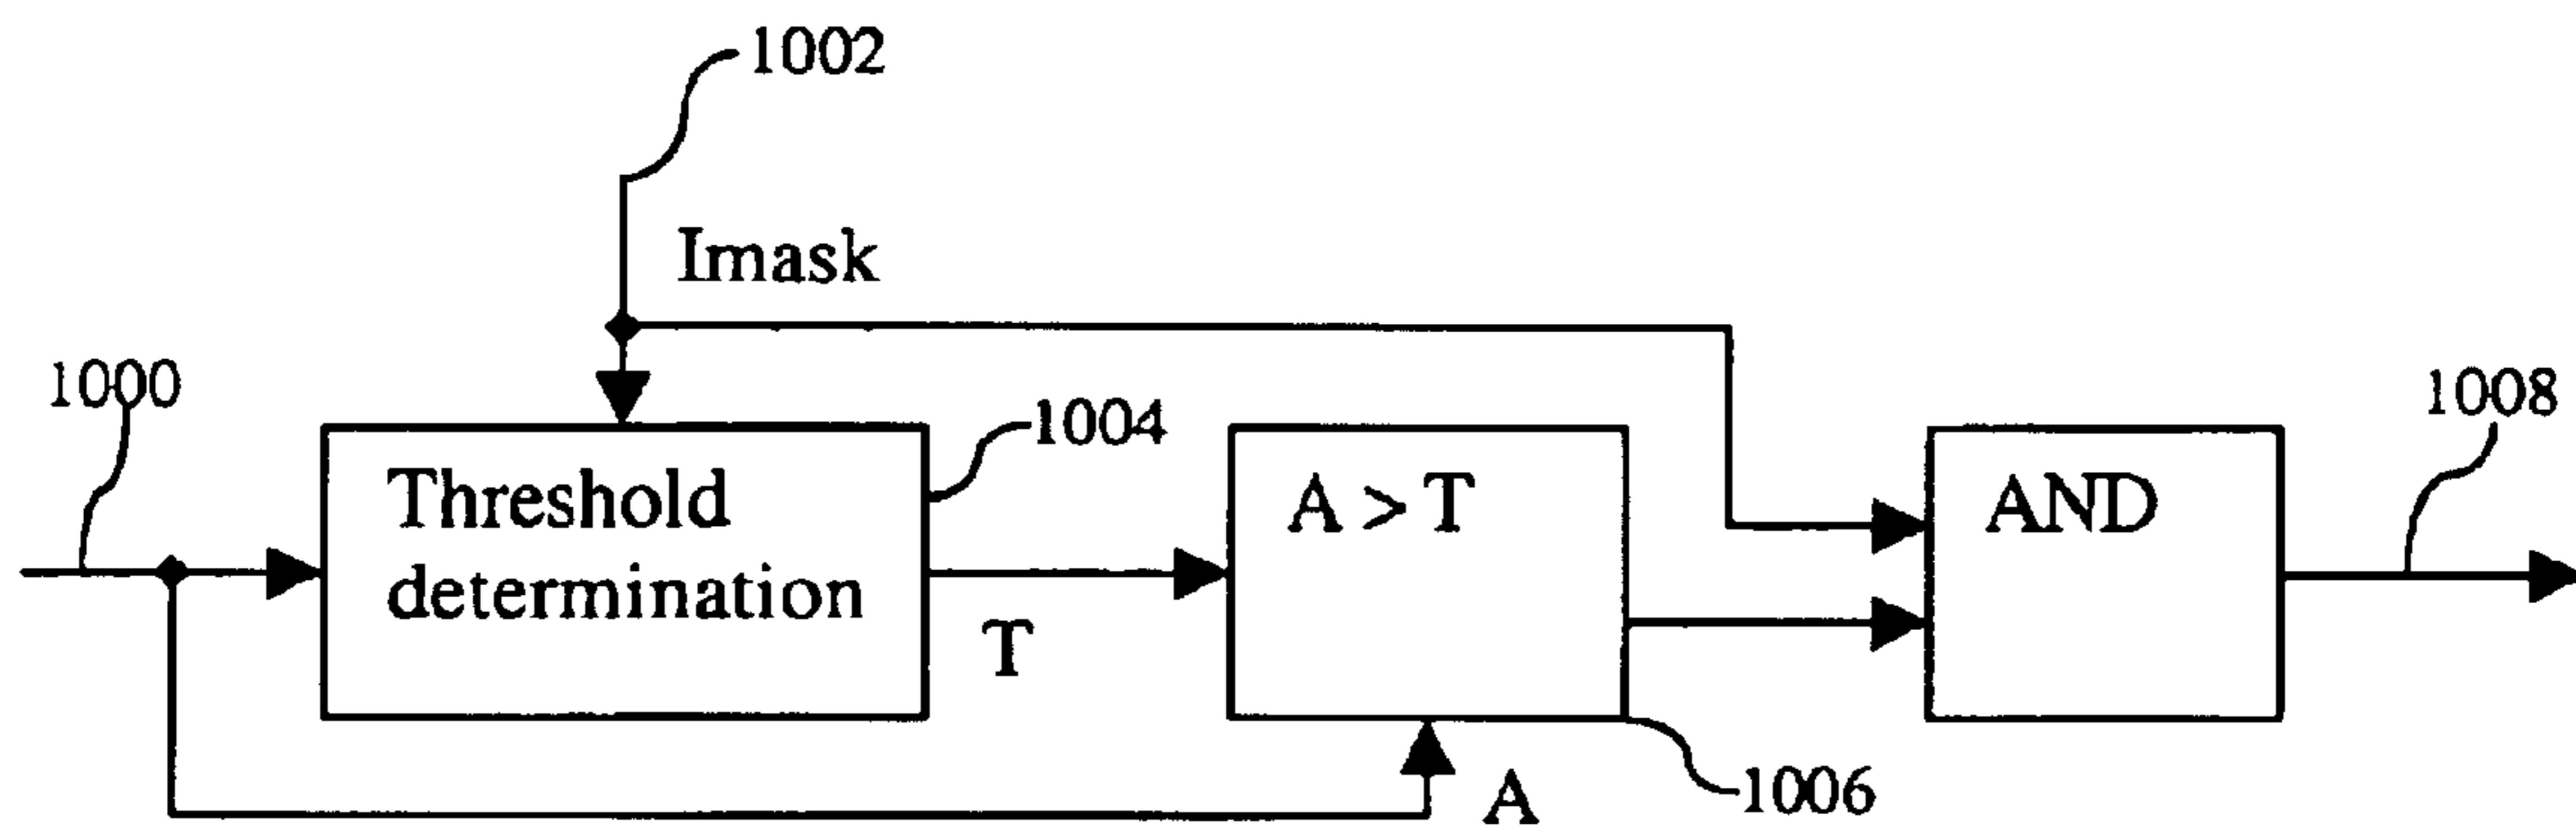 1002
Imask
1000
1004
1008
Threshold
determination
A > T
AND
T
1006
A